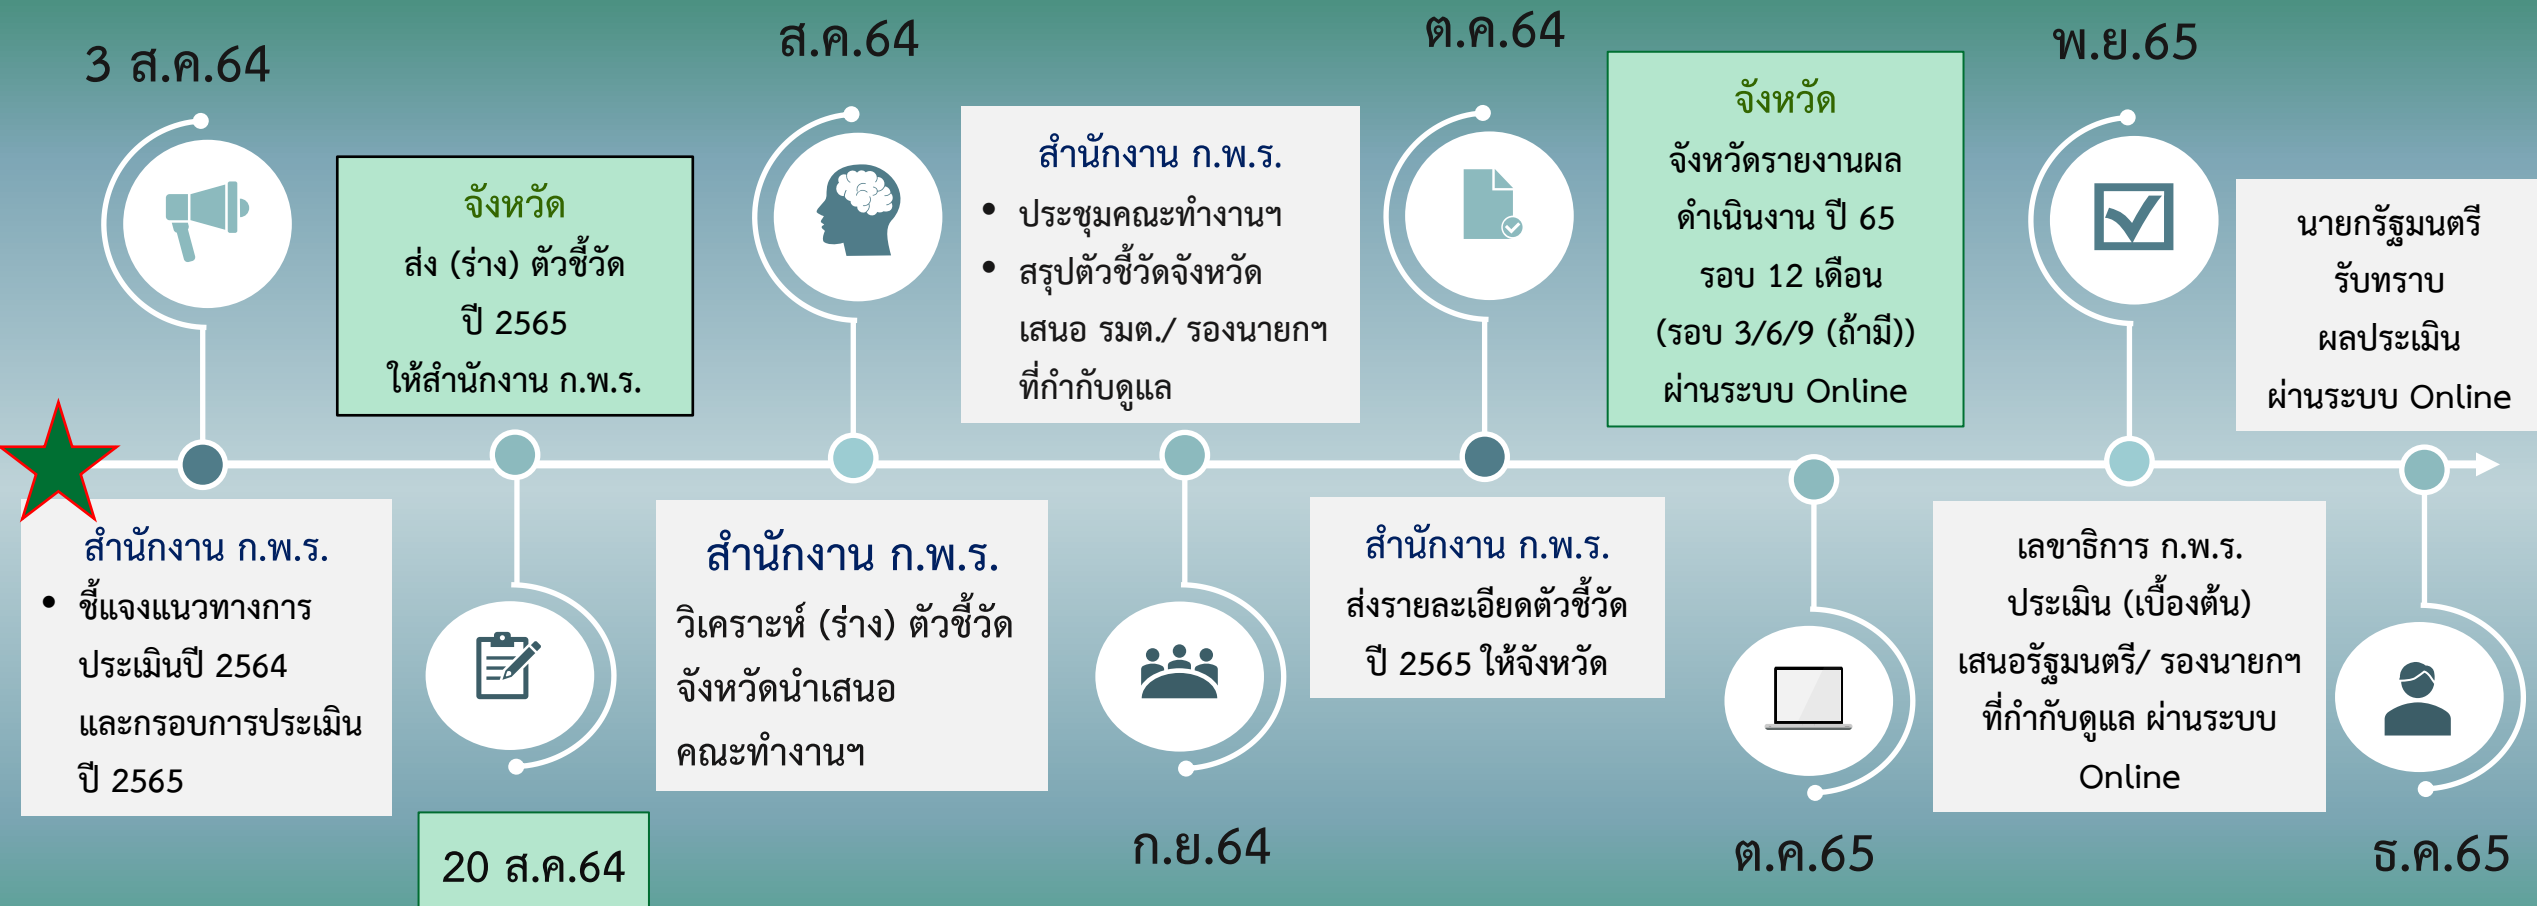 3 ส.ค.64
สำนักงาน ก.พ.ร.
• ชี้แจงแนวทางการ
ประเมินปี 2564
และกรอบการประเมิน
ปี 2565
จังหวัด
ส่ง (ร่าง) ตัวชี้วัด
ปี 2565
ให้สำนักงาน ก.พ.ร.
20 ส.ค.64
ส.ค.64
สำนักงาน ก.พ.ร.
วิเคราะห์ (ร่าง) ตัวชี้วัด
จังหวัดนำเสนอ
คณะทำงานฯ
สำนักงาน ก.พ.ร.
• ประชุมคณะทำงานฯ
• สรุปตัวชี้วัดจังหวัด
เสนอ รมต./ รองนายกฯ
ที่กำกับดูแล
ก.ย.64
ต.ค.64
สำนักงาน ก.พ.ร.
ส่งรายละเอียดตัวชี้วัด
ปี 2565 ให้จังหวัด
จังหวัด
จังหวัดรายงานผล
ดำเนินงาน ปี 65
รอบ 12 เดือน
(รอบ 3/6/9 (ถ้ามี))
ผ่านระบบ Online
ต.ค.65
พ.ย.65
เลขาธิการ ก.พ.ร.
ประเมิน (เบื้องต้น)
เสนอรัฐมนตรี/ รองนายกฯ
ที่กำกับดูแล ผ่านระบบ
Online
นายกรัฐมนตรี
รับทราบ
ผลประเมิน
ผ่านระบบ Online
ธ.ค.65